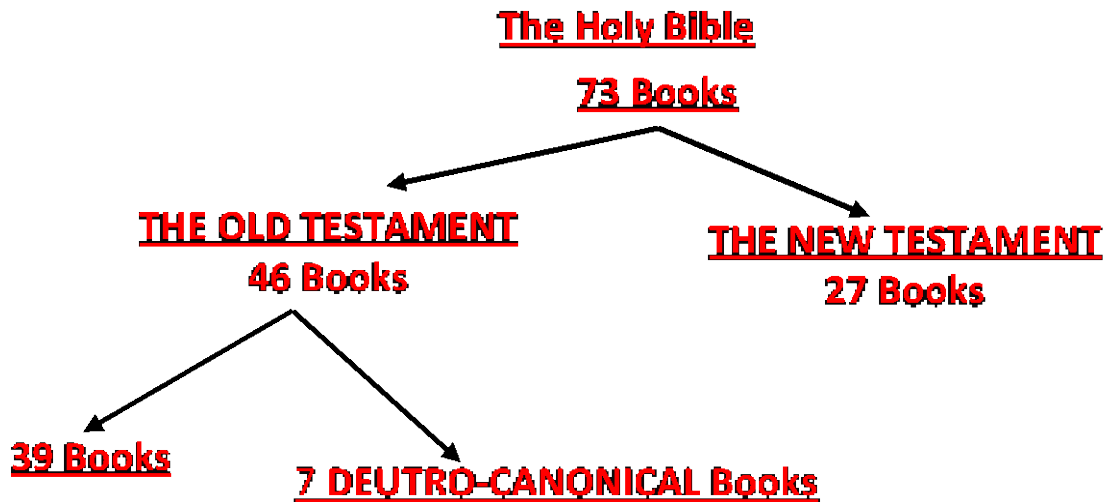 The Holy Bible
73 Books
THE OLD TESTAMENT
46 Books
THE NEW TESTAMENT
27 Books
39 Books
7 DEUTRO-CANONICAL Books